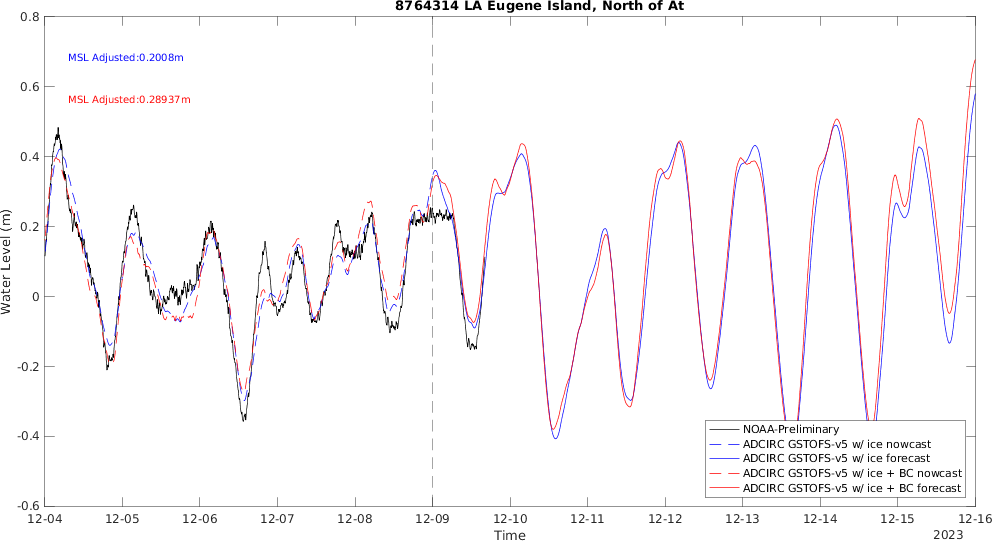 8764314 LA Eugene Island, North of At
MSL Adjusted:0.2008m
MSL Adjusted:0.28937m
Water Level (m)
0.8
0.6
0.4
0.2
0
-0.2
-0.4
-0.6
NOAA-Preliminary
ADCIRC GSTOFS-v5 w/ ice nowcast
ADCIRC GSTOFS-v5 w/ ice forecast
ADCIRC GSTOFS-v5 w/ ice + BC nowcast
ADCIRC GSTOFS-v5 w/ ice + BC forecast
12-04 12-05 12-06 12-07 12-08 12-09 12-10 12-11 12-12 12-13 12-14 12-15 12-16
Time
2023